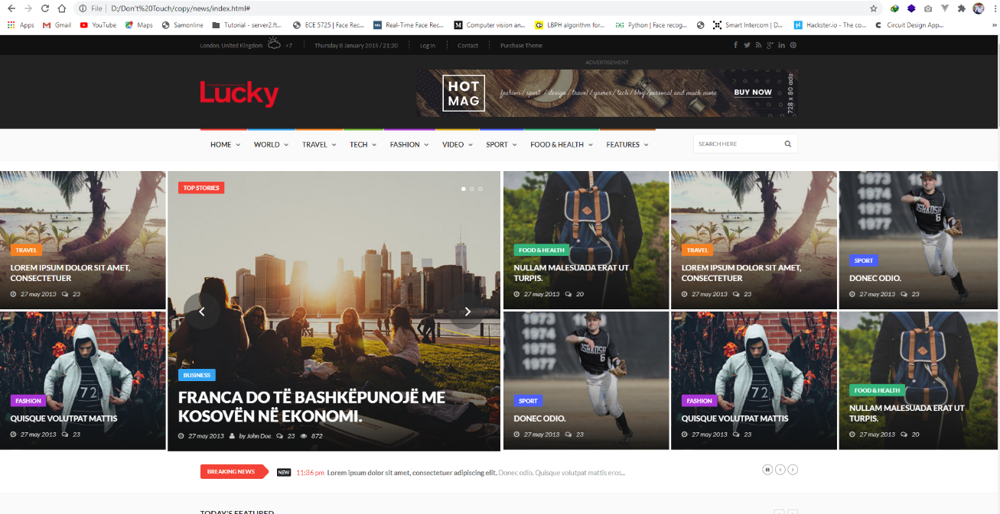 File D:/Don't%20Touch/copy/news/index.html#
Apps Gmail YouTube Maps Samonline Tutorial - server2.ft... ECE 5725 | Face Rec... Real-Time Face Rec... Computer vision an... LBPH algorithm for... Python | Face recog... Smart Intercom | D... Hackster.io - The co... Circuit Design App... »
London, United Kingdom +7 Thursday 8 January 2015 / 21:20 Log In Contact Purchase Theme
ADVERTISEMENT
Lucky
HOT
MAG
fashion / sport / design / travel / games / tech / blog /personal and much more
BUY NOW
728 x 90 ads
HOME WORLD TRAVEL TECH FASHION VIDEO SPORT FOOD & HEALTH FEATURES SEARCH HERE
TRAVEL
LOREM IPSUM DOLOR SIT AMET,
CONSECTETUER
27 may 2013 23
FASHION
72
QUISQUE VOLUTPAT MATTIS
27 may 2013 23
TOP STORIES
BUSINESS
FRANCA DO TË BASHKËPUNOJË ME
KOSOVËN NË EKONOMI.
27 may 2013 by John Doe 23 872
FOOD & HEALTH
NULLAM MALESUADA ERAT UT
TURPIS.
27 may 2013 20
1973
1974
1975
1977
OSHKOSH
6
SPORT
DONEC ODIO.
27 may 2013 23
TRAVEL
LOREM IPSUM DOLOR SIT AMET,
CONSECTETUER
27 may 2013 23
72
FASHION
QUISQUE VOLUTPAT MATTIS
27 may 2013 23
1973
1974
1975
1977
OSHKOSH
6
SPORT
DONEC ODIO.
27 may 2013 23
FOOD & HEALTH
NULLAM MALESUADA ERAT UT
TURPIS.
27 may 2013 20
BREAKING NEWS NEW 11:36 pm Lorem ipsum dolor sit amet, consectetuer adipiscing elit. Donec odio. Quisque volutpat mattis eros...
TODAY'S FEATURED